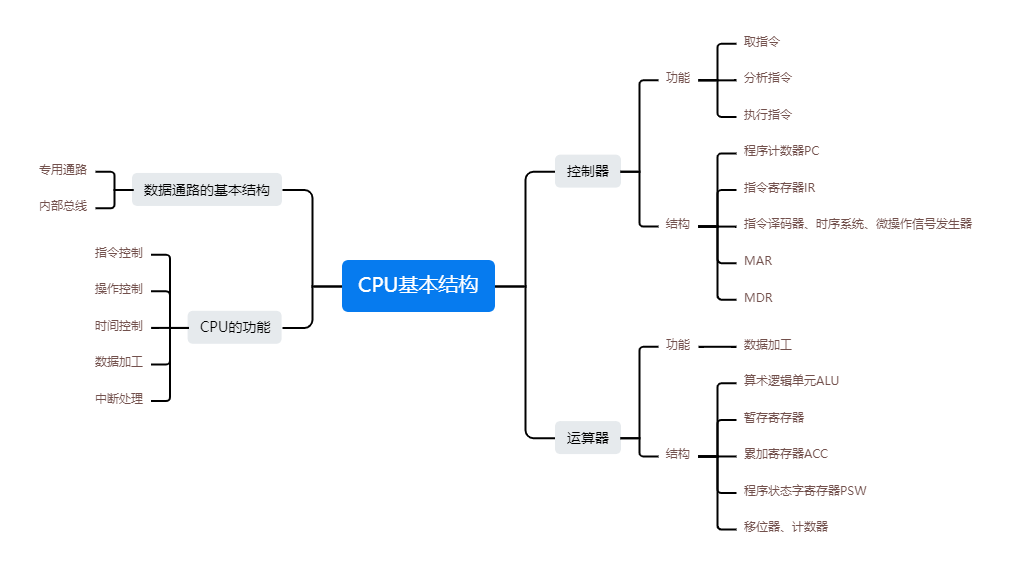 CPU基本结构
控制器
功能
取指令
分析指令
执行指令
结构
程序计数器PC
指令寄存器IR
指令译码器、时序系统、微操作信号发生器
MAR
MDR
运算器
功能
数据加工
结构
算术逻辑单元ALU
暂存寄存器
累加寄存器ACC
程序状态字寄存器PSW
移位器、计数器
数据通路的基本结构
专用通路
内部总线
CPU的功能
指令控制
操作控制
时间控制
数据加工
中断处理